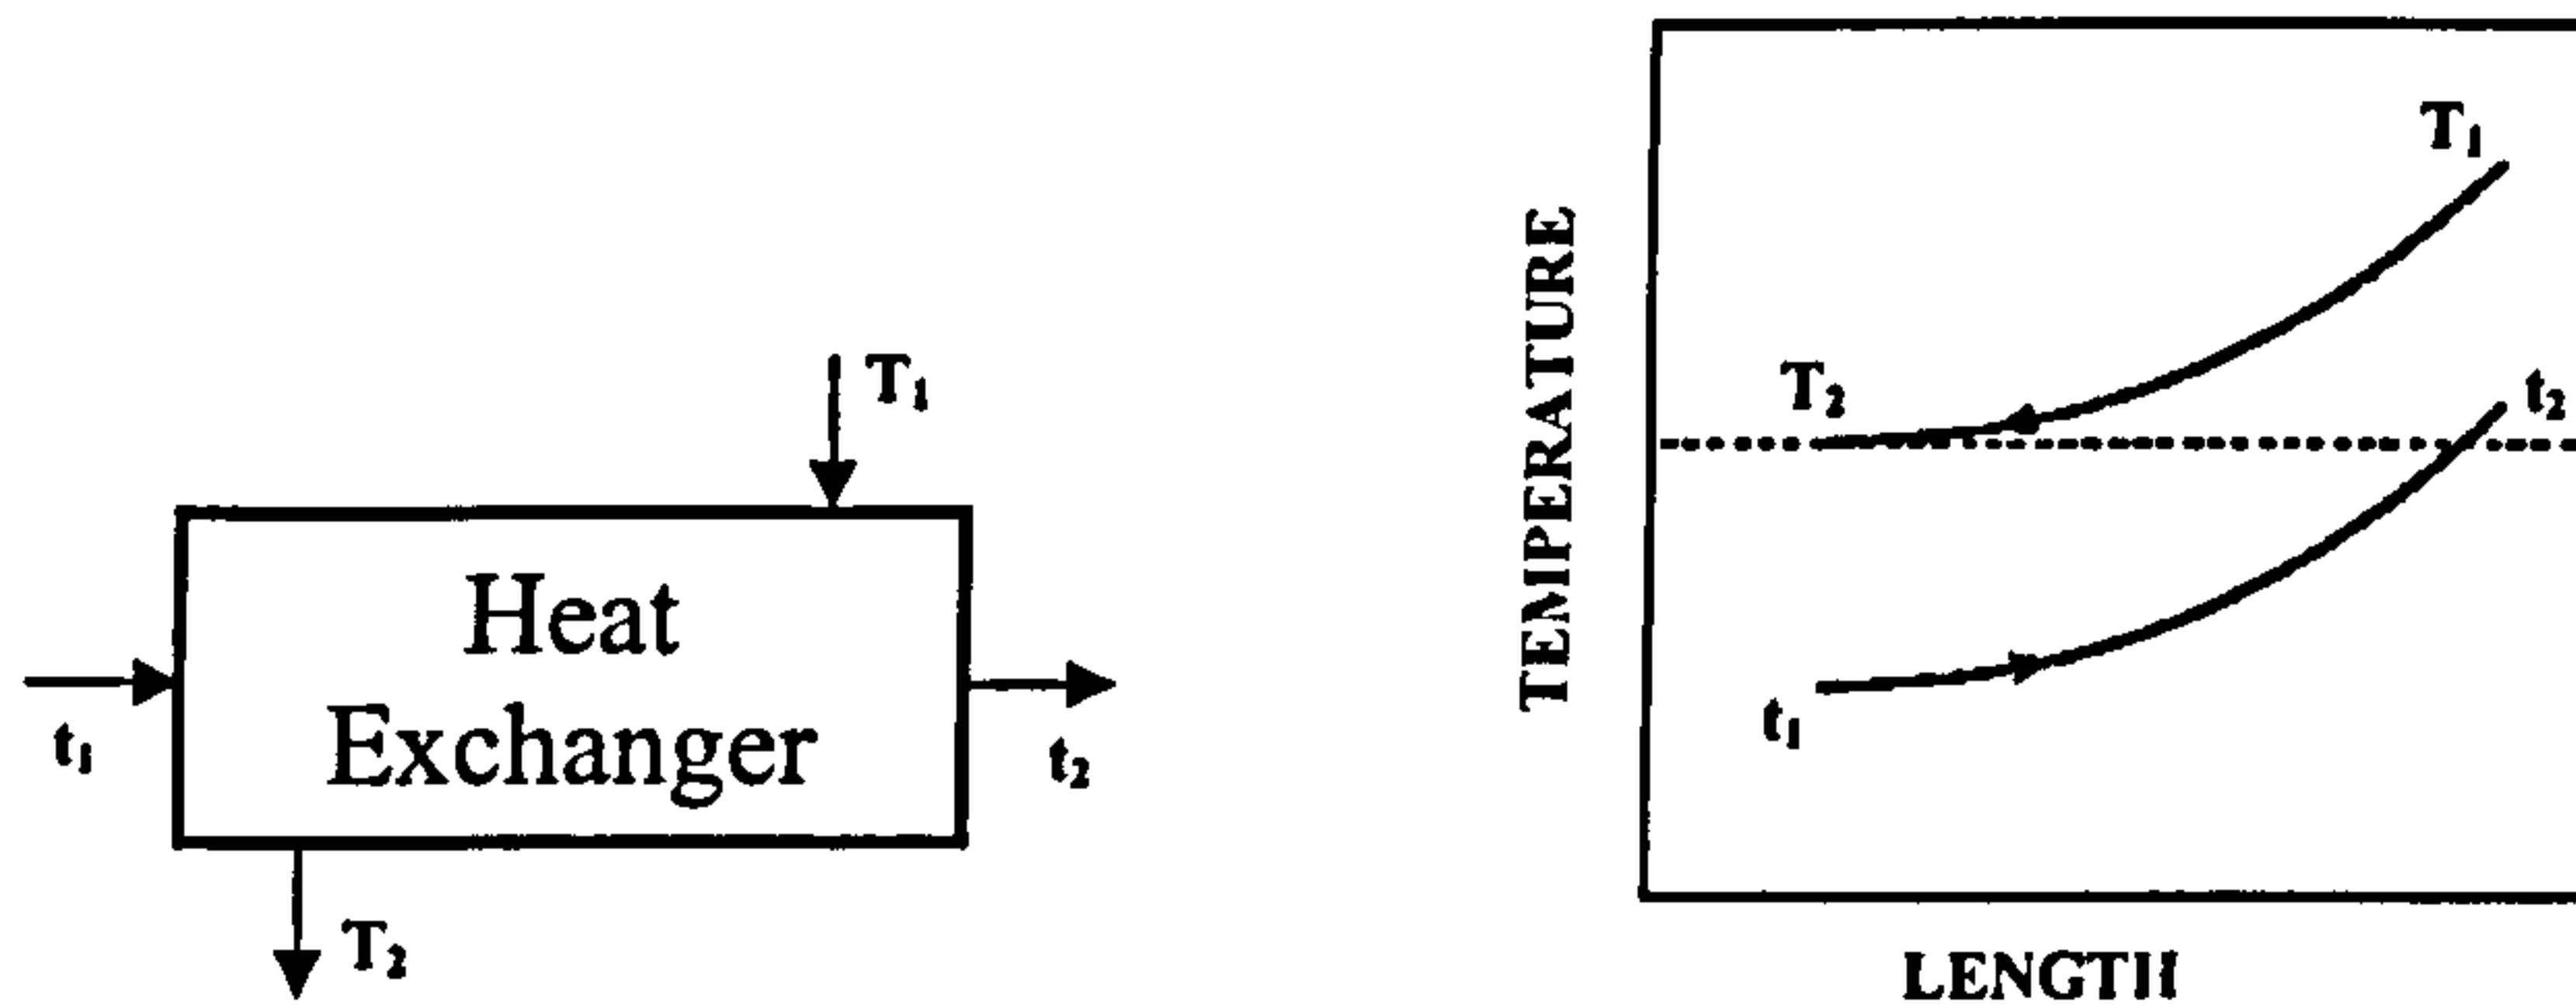 T₁
Heat
Exchanger
t₁
t₂
T₂
TEMPERATURE
T₁
T₂
t₂
t₁
LENGTH